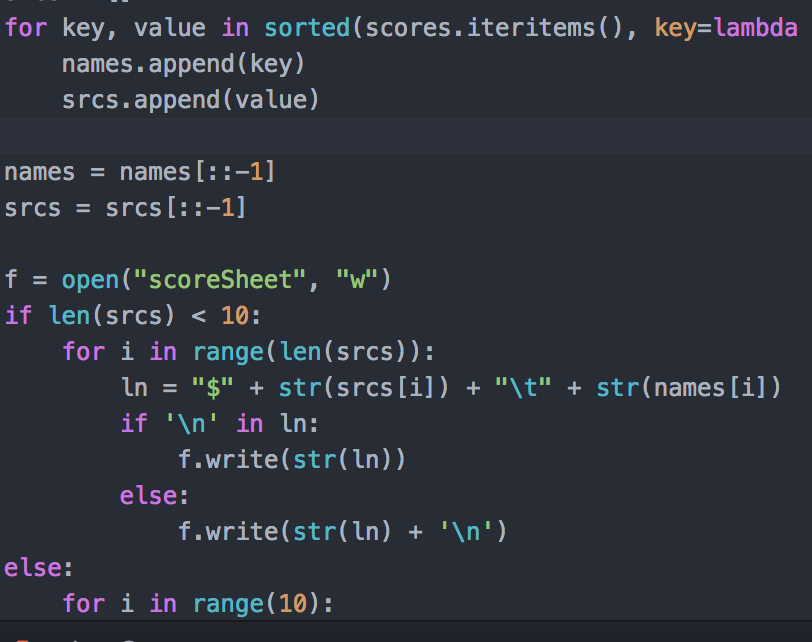 for key, value in sorted(scores.iteritems(), key=lambda
names.append(key)
srcs.append(value)
names = names[::-1]
srcs = srcs[::-1]
f = open("scoreSheet", "w")
if len(srcs) < 10:
for i in range(len(srcs)):
ln = "$" + str(srcs[i]) + "\t" + str(names[i])
if '\n' in ln:
f.write(str(ln))
else:
f.write(str(ln) + '\n')
else:
for i in range(10):